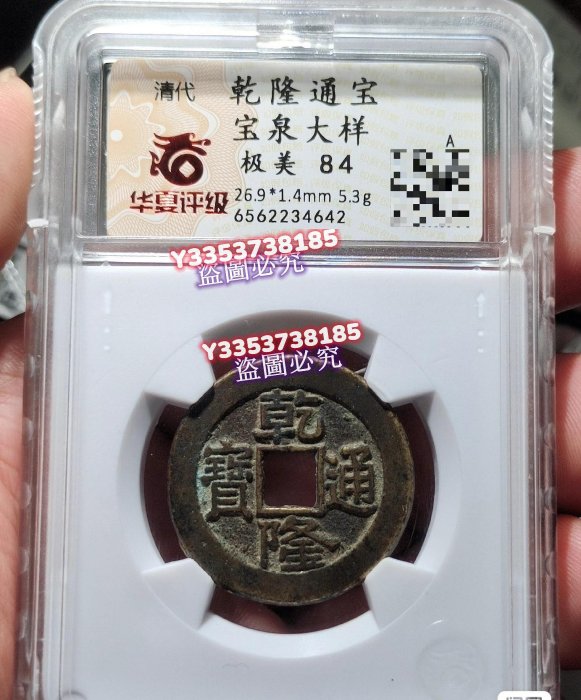 清代
乾隆通宝
宝泉大样
极美 84
A
华夏评级
26.9*1.4mm 5.3g
6562234642
Y3353738185
盜圖必究
Y3353738185
盜圖必究
乾隆通寶